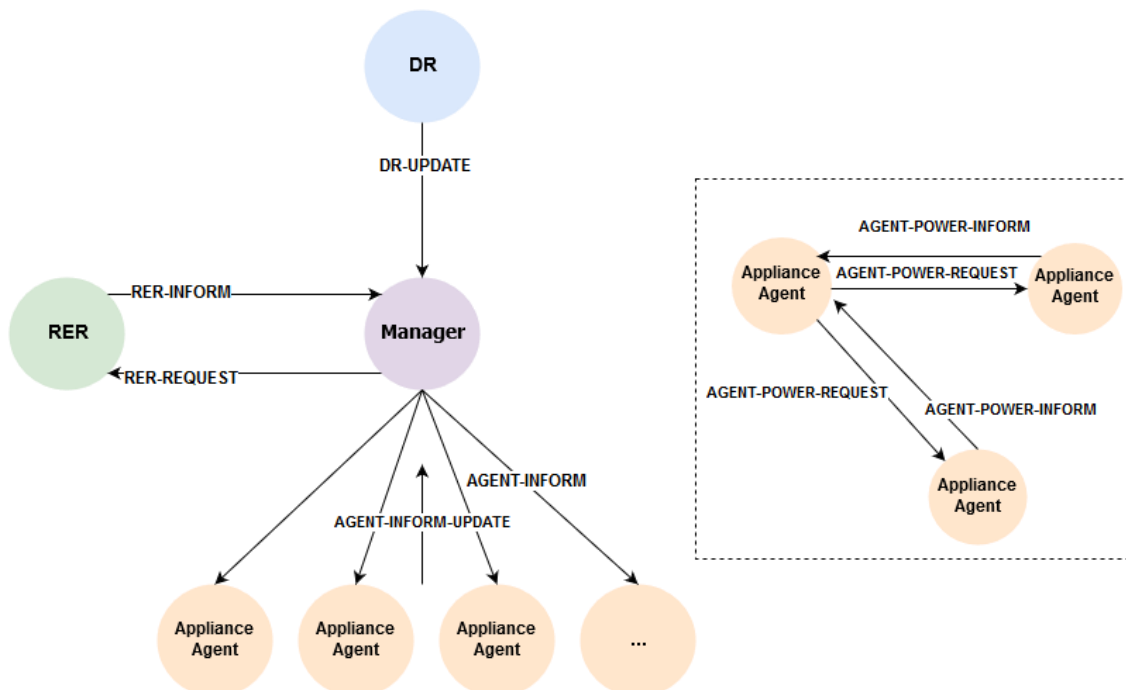 DR
DR-UPDATE
RER-INFORM
RER
Manager
RER-REQUEST
AGENT-INFORM
AGENT-INFORM-UPDATE
Appliance
Agent
Appliance
Agent
Appliance
Agent
...
AGENT-POWER-INFORM
Appliance
Agent
AGENT-POWER-REQUEST
Appliance
Agent
AGENT-POWER-REQUEST
AGENT-POWER-INFORM
Appliance
Agent